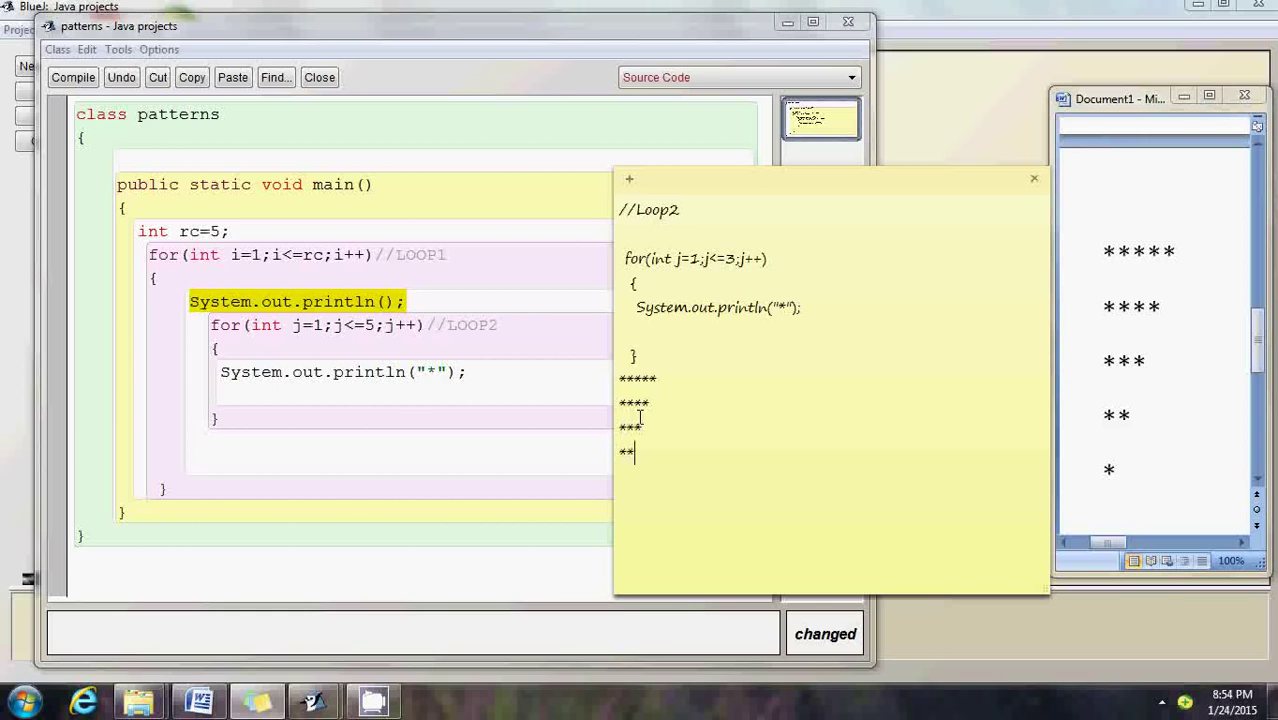 BlueJ: Java projects
Projec
Ne
patterns - Java projects
Class Edit Tools Options
Compile Undo Cut Copy Paste Find... Close
Source Code
class patterns
{
public static void main()
{
int rc=5;
for(int i=1;i<=rc;i++)//LOOP1
{
System.out.println();
for(int j=1;j<=5;j++)//LOOP2
{
System.out.println("*");
}
}
}
}
changed
+ ×
//Loop2
for(int j=1;j<=3;j++)
{
System.out.println("*");
}
*****
****
***
**
Document1 - Mi...
*****
****
***
**
*
100%
8:54 PM
1/24/2015